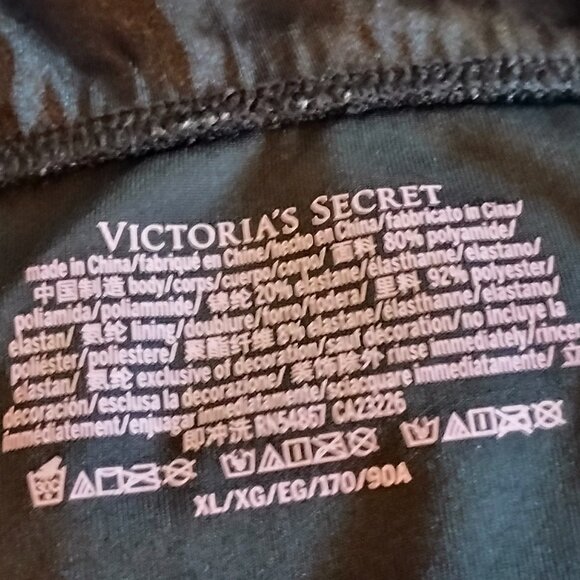 VICTORIA'S SECRET
made in China/fabriqué en Chine/hecho en China/fabbricato in Cina/
中国制造 body/corps/cuerpo/corpo/ 面料 80% polyamide/
poliamida/poliammide/ 锦纶 20% elastane/élasthanne/elastano/
elastan/ 氨纶 lining/doublure/forro/fodera/ 里料 92% polyester/
poliéster/poliestere/ 聚酯纤维 8% elastane/élasthanne/elastano/
elastan/ 氨纶 exclusive of decoration/sauf décoration/no incluye la
decoración/esclusa la decorazione/ 装饰除外 rinse immediately/rincer
immédiatement/enjuagar inmediatamente/sciacquare immediatamente/
即冲洗 RN54867 CA23226
XL/XG/EG/170/90A